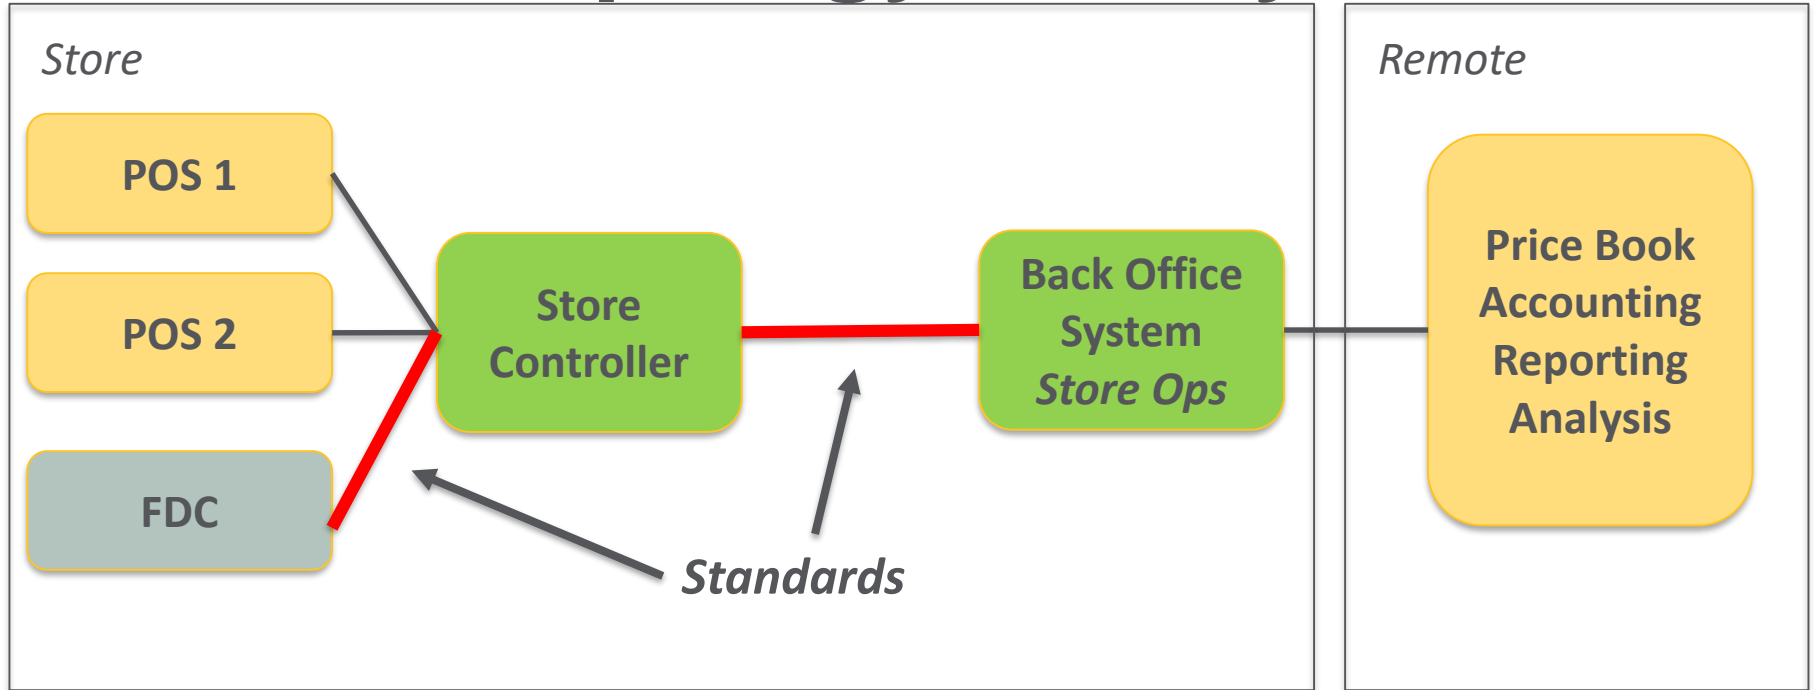 Store
Remote
POS 1
POS 2
FDC
Store
Controller
Back Office
System
Store Ops
Price Book
Accounting
Reporting
Analysis
Standards